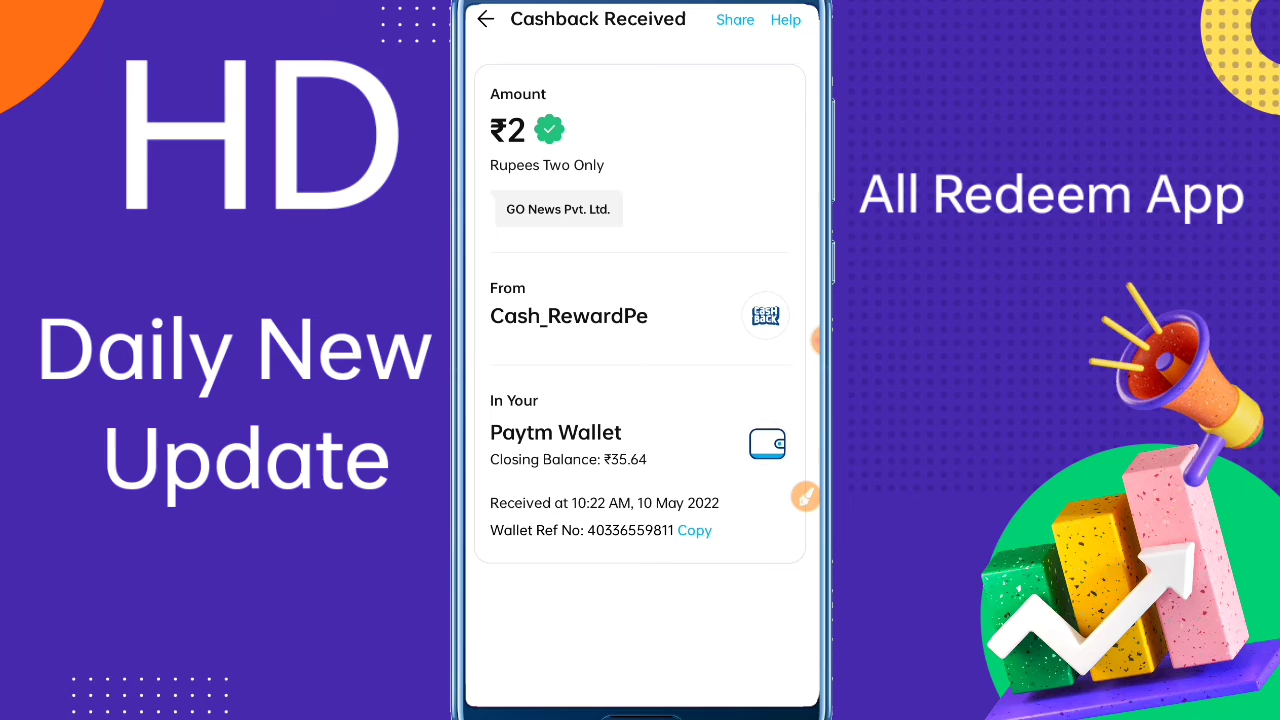 HD
Daily New
Update
Cashback Received
Share
Help
Amount
₹2
Rupees Two Only
GO News Pvt. Ltd.
From
Cash_RewardPe
CASH
BACK
In Your
Paytm Wallet
Closing Balance: ₹35.64
Received at 10:22 AM, 10 May 2022
Wallet Ref No: 40336559811 Copy
All Redeem App